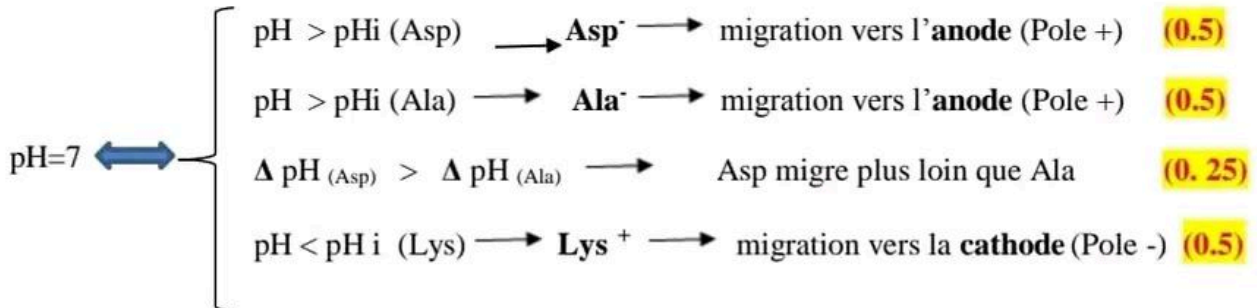 pH > pHi (Asp) Asp- migration vers l'anode (Pole +) (0.5)
pH > pHi (Ala) Ala- migration vers l'anode (Pole +) (0.5)
pH=7
Δ pH (Asp) > Δ pH (Ala) Asp migre plus loin que Ala (0. 25)
pH < pH i (Lys) Lys + migration vers la cathode (Pole -) (0.5)